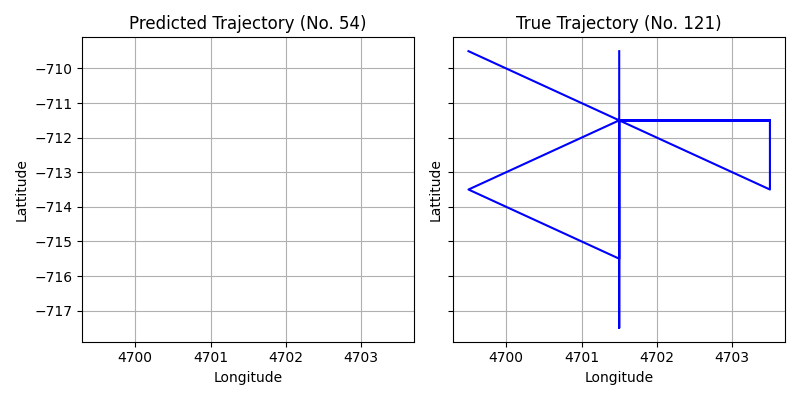 Predicted Trajectory (No. 54)
True Trajectory (No. 121)
−710
−711
−712
−713
−714
−715
−716
−717
Lattitude
Lattitude
4700 4701 4702 4703
4700 4701 4702 4703
Longitude
Longitude